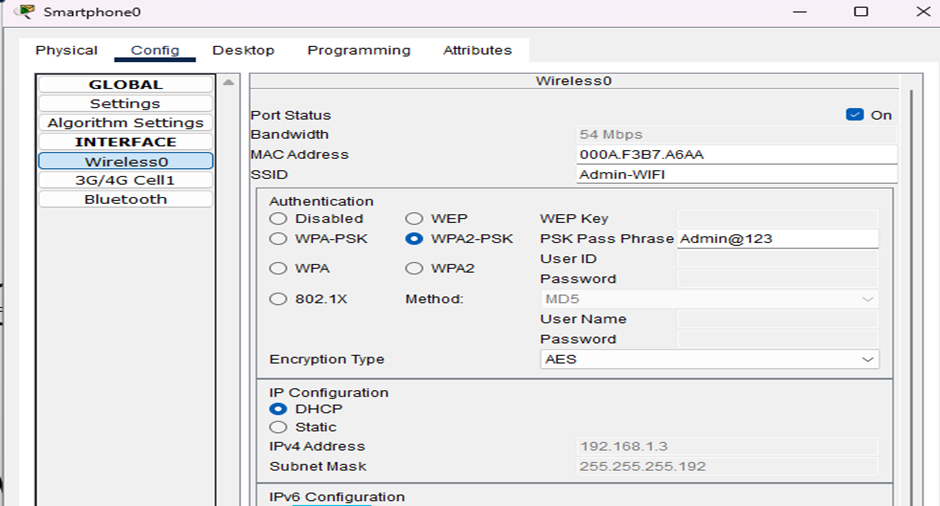 Smartphone0
Physical Config Desktop Programming Attributes
GLOBAL
Settings
Algorithm Settings
INTERFACE
Wireless0
3G/4G Cell1
Bluetooth
Wireless0
Port Status On
Bandwidth 54 Mbps
MAC Address 000A.F3B7.A6AA
SSID Admin-WIFI
Authentication
Disabled WEP WEP Key
WPA-PSK WPA2-PSK PSK Pass Phrase Admin@123
User ID
WPA WPA2
Password
802.1X Method: MD5
User Name
Password
Encryption Type AES
IP Configuration
DHCP
Static
IPv4 Address 192.168.1.3
Subnet Mask 255.255.255.192
IPv6 Configuration